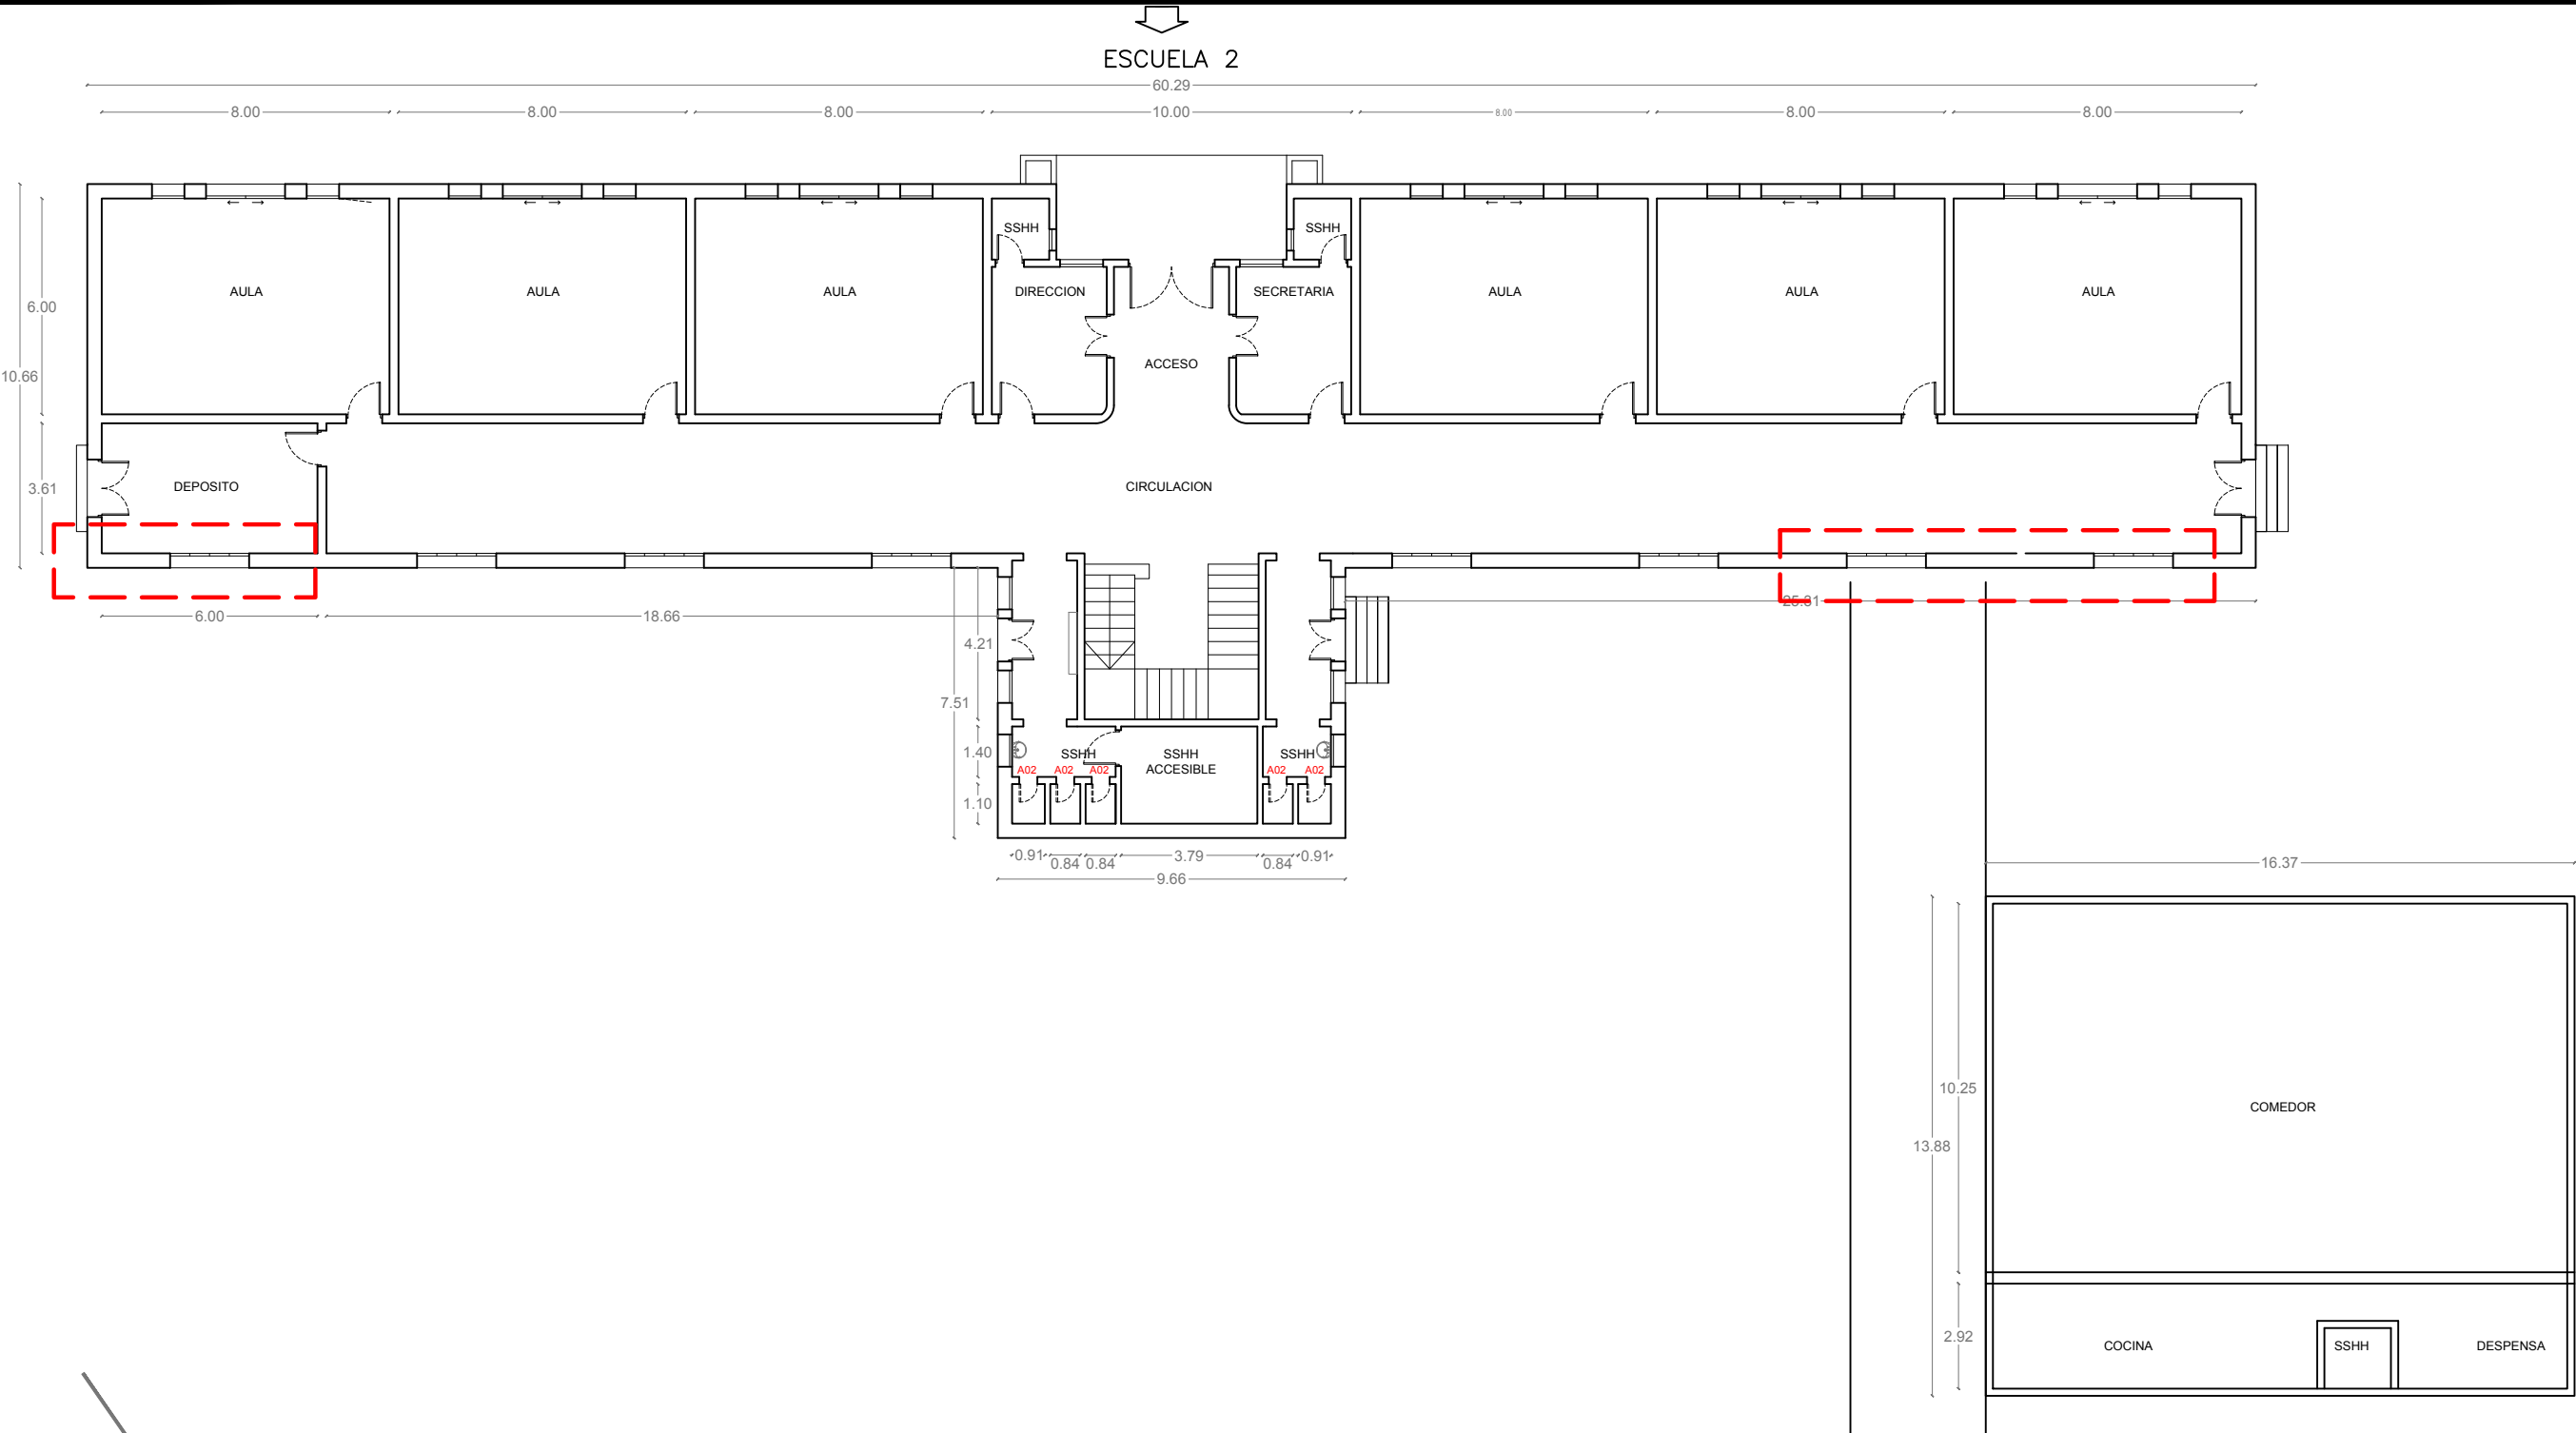 ESCUELA 2
60.29
8.00 8.00 8.00 10.00 8.00 8.00 8.00
SSHH SSHH
AULA AULA AULA DIRECCION SECRETARIA AULA AULA AULA
6.00
ACCESO
10.66
3.61 DEPOSITO CIRCULACION
25.31
6.00 18.66
4.21
7.51
1.40 SSHH SSHH SSHH
ACCESIBLE
A02 A02 A02 A02 A02
1.10
0.91 0.84 0.84 3.79 0.84 0.91
9.66
16.37
10.25
COMEDOR
13.88
2.92 COCINA SSHH DESPENSA